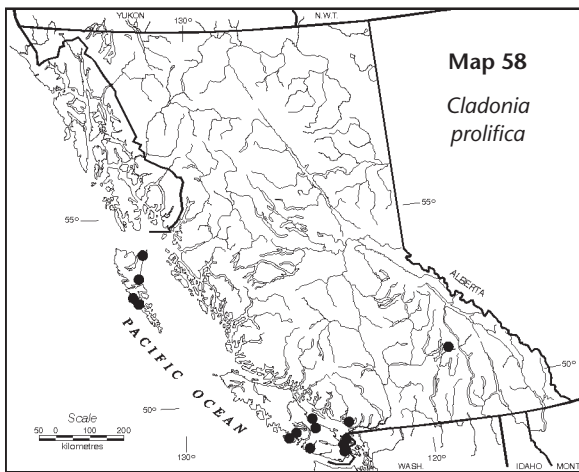 YUKON
130°
N.W.T.
Map 58
Cladonia
prolifica
55°
55°
ALBERTA
PACIFIC OCEAN
50°
50°
Scale
50 0 100 200
kilometres
130°
120°
WASH.
IDAHO
MONT